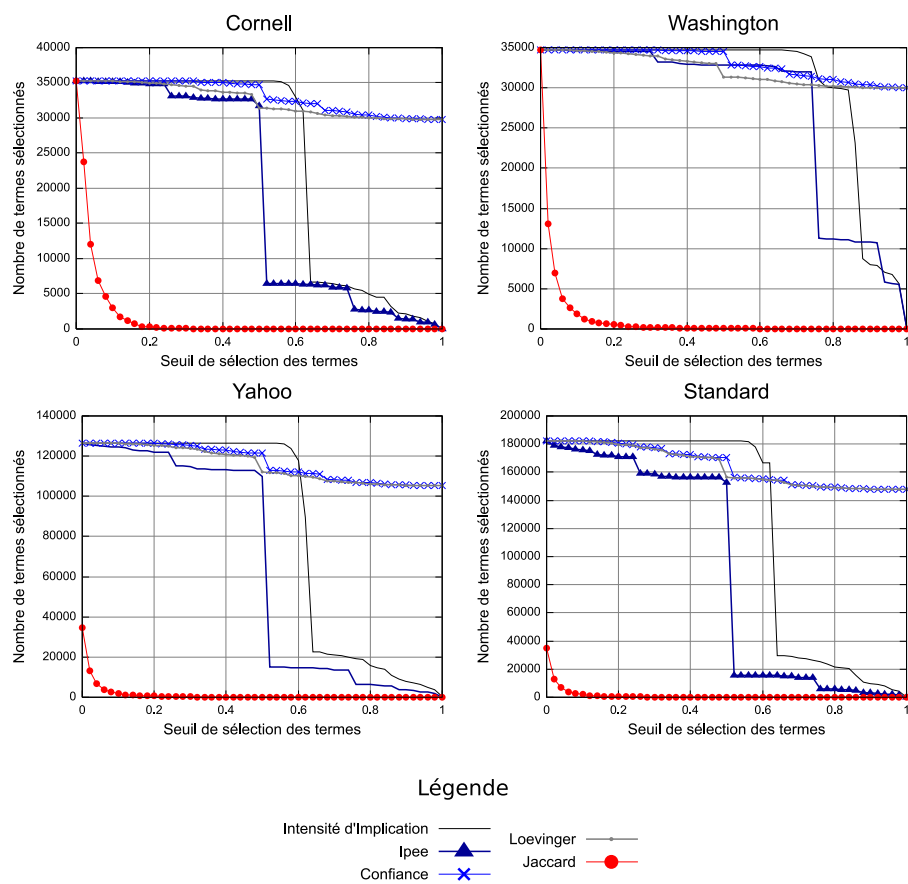 Cornell
Nombre de termes sélectionnés
40000
35000
30000
25000
20000
15000
10000
5000
0
0 0.2 0.4 0.6 0.8 1
Seuil de sélection des termes
Washington
Nombre de termes sélectionnés
35000
30000
25000
20000
15000
10000
5000
0
0 0.2 0.4 0.6 0.8 1
Seuil de sélection des termes
Yahoo
Nombre de termes sélectionnés
140000
120000
100000
80000
60000
40000
20000
0
0 0.2 0.4 0.6 0.8 1
Seuil de sélection des termes
Standard
Nombre de termes sélectionnés
200000
180000
160000
140000
120000
100000
80000
60000
40000
20000
0
0 0.2 0.4 0.6 0.8 1
Seuil de sélection des termes
Légende
Intensité d'Implication
Ipee
Confiance
Loevinger
Jaccard